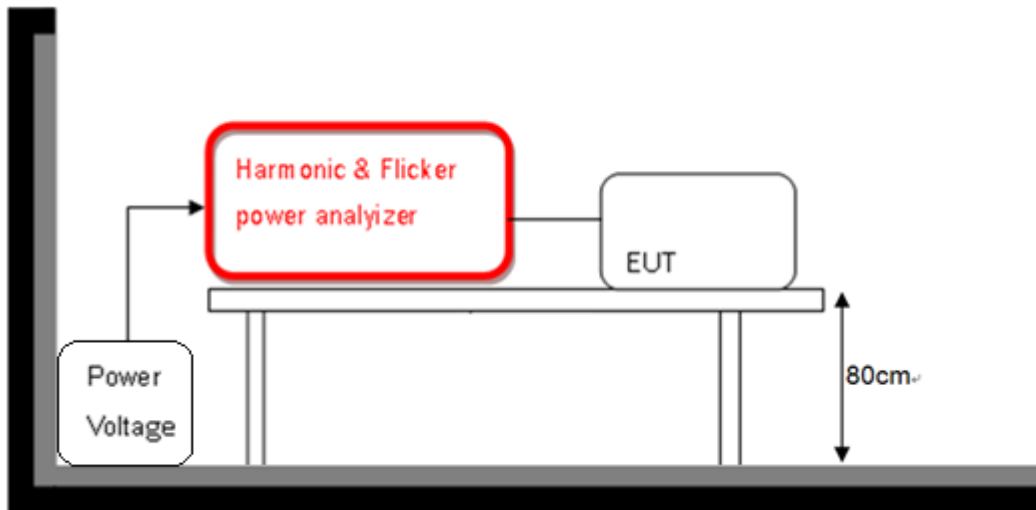 Harmonic & Flicker
power analyizer
EUT
Power
Voltage
80cm